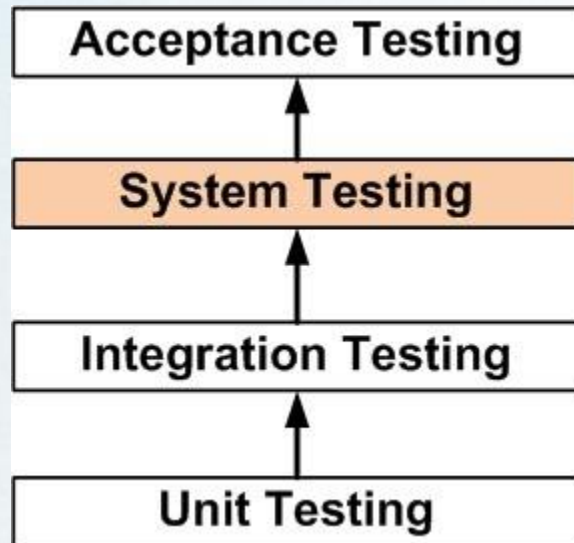 Acceptance Testing
System Testing
Integration Testing
Unit Testing